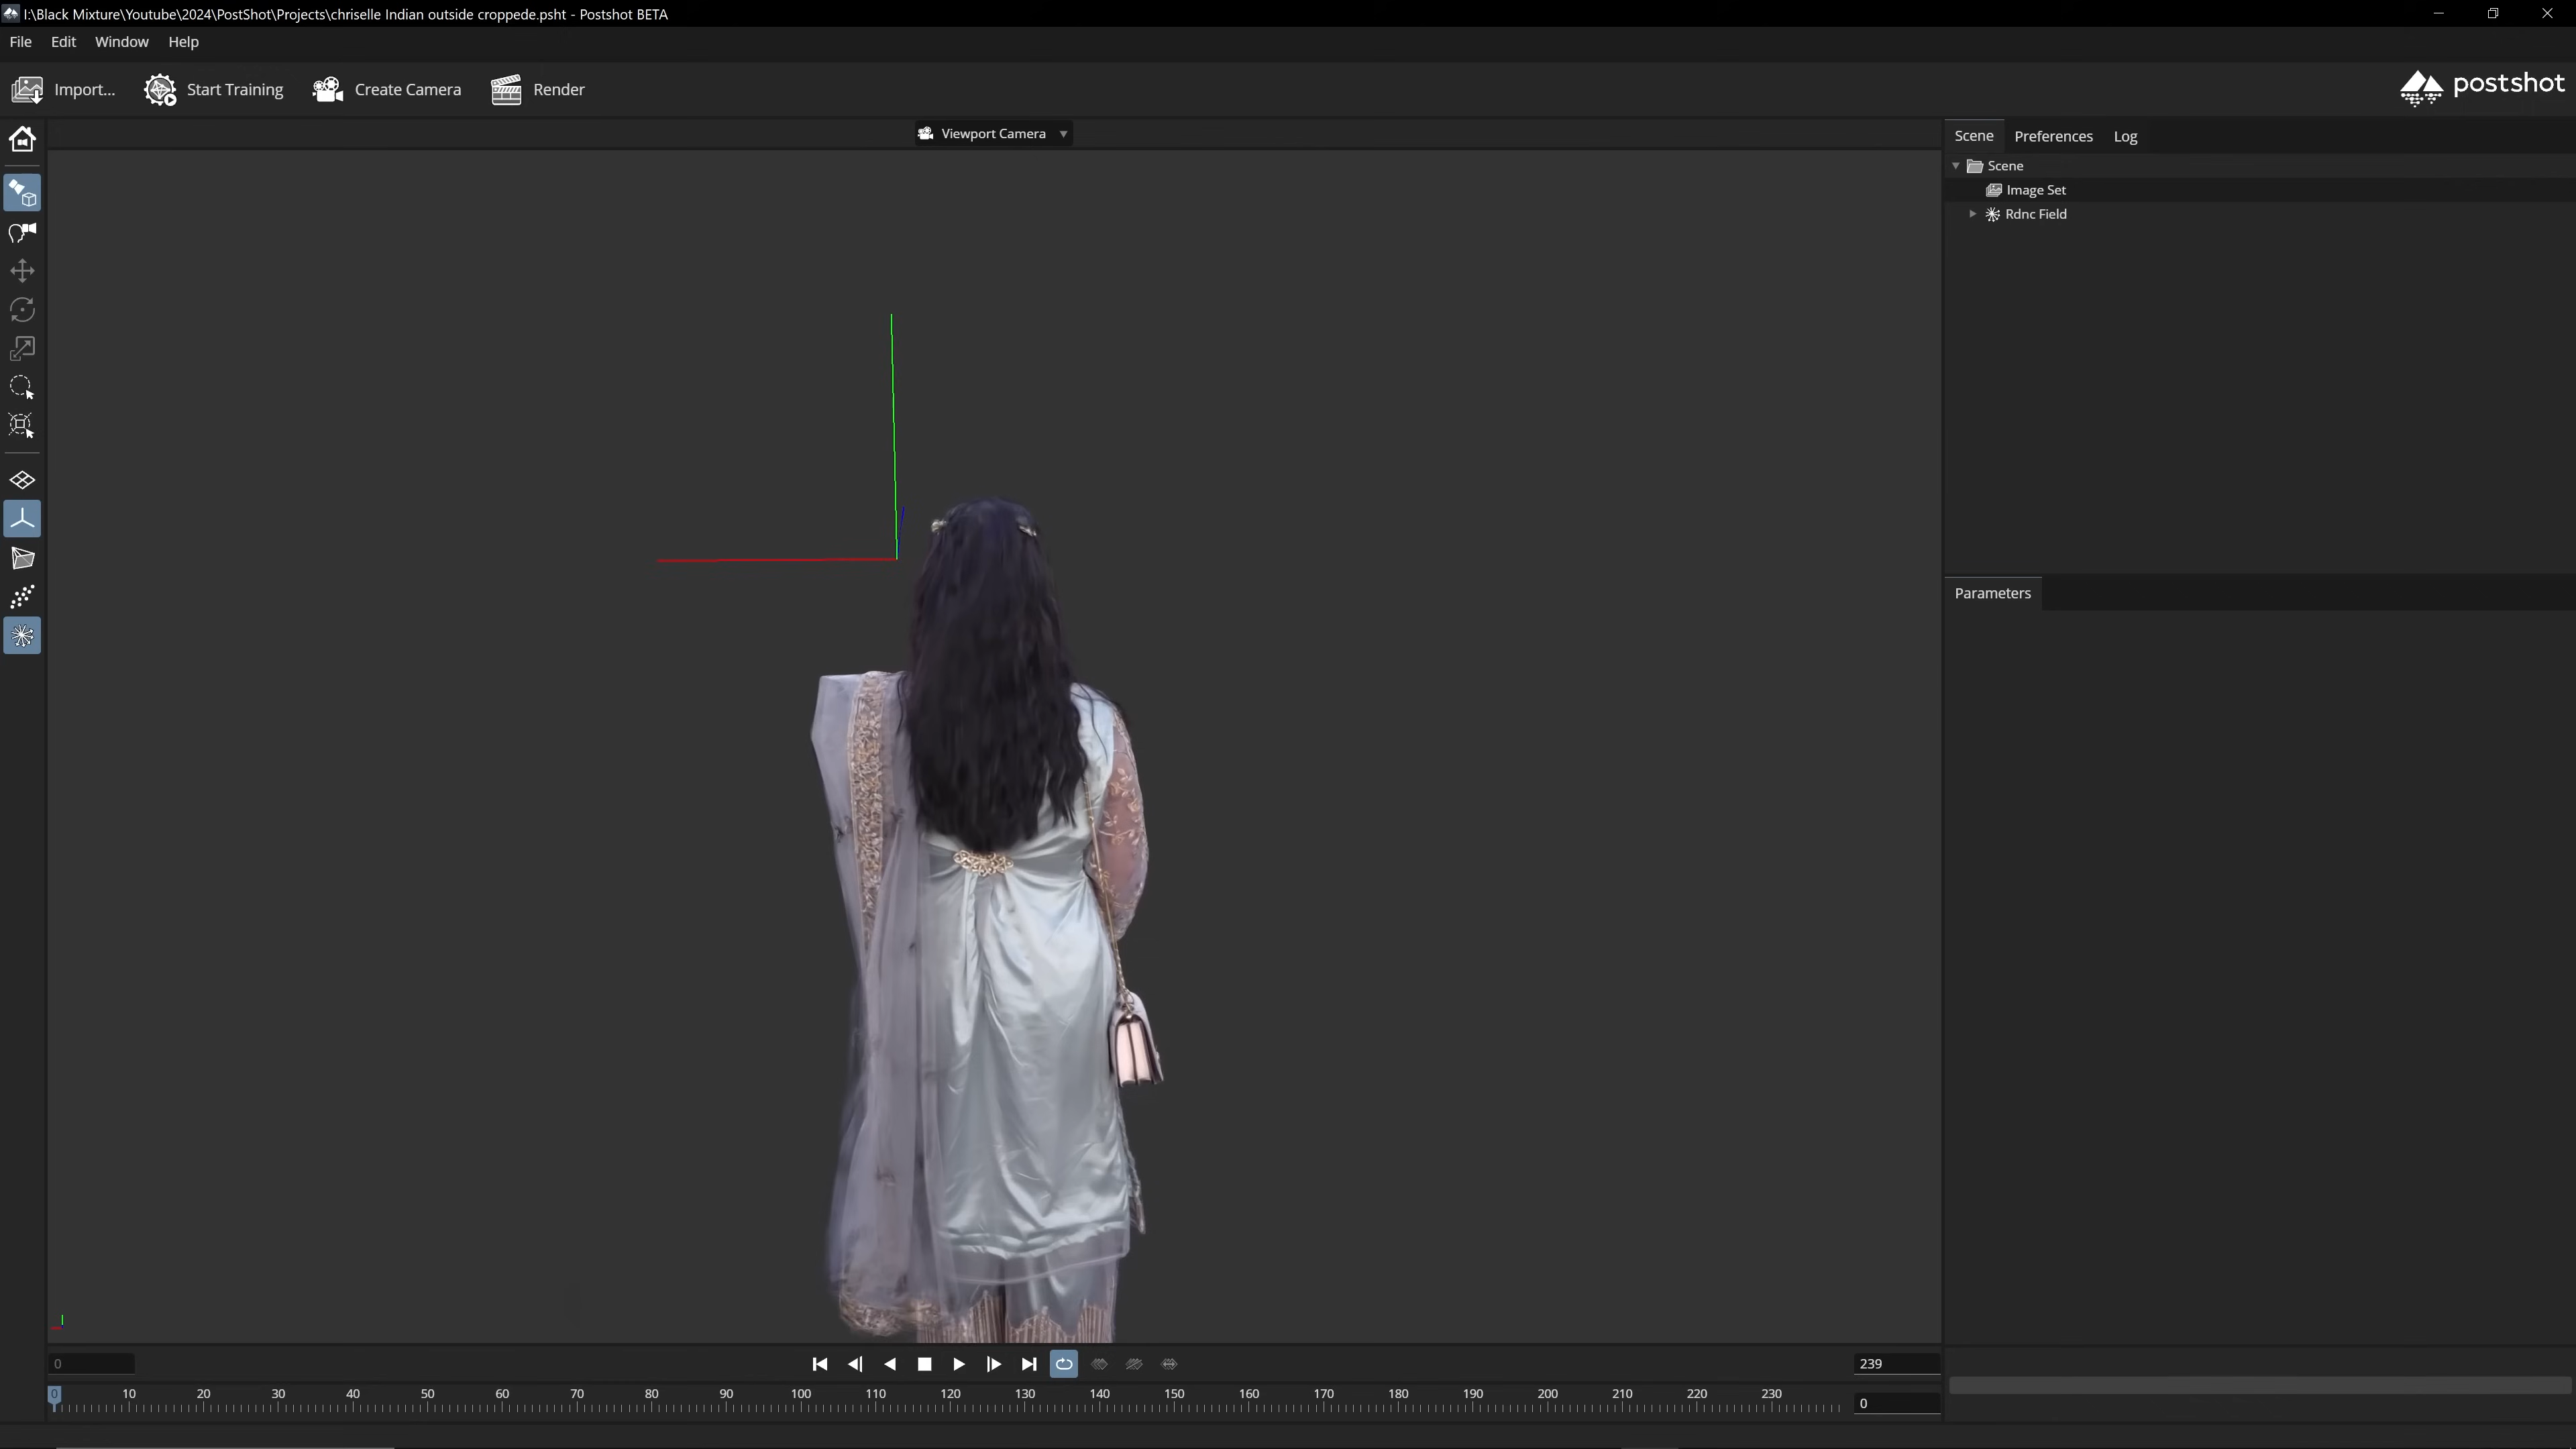 I:\Black Mixture\Youtube\2024\PostShot\Projects\chriselle Indian outside croppede.psht - Postshot BETA
File Edit Window Help
Import... Start Training Create Camera Render postshot
Viewport Camera
Scene Preferences Log
Scene
Image Set
Rdnc Field
Parameters
0 239
0 10 20 30 40 50 60 70 80 90 100 110 120 130 140 150 160 170 180 190 200 210 220 230
0